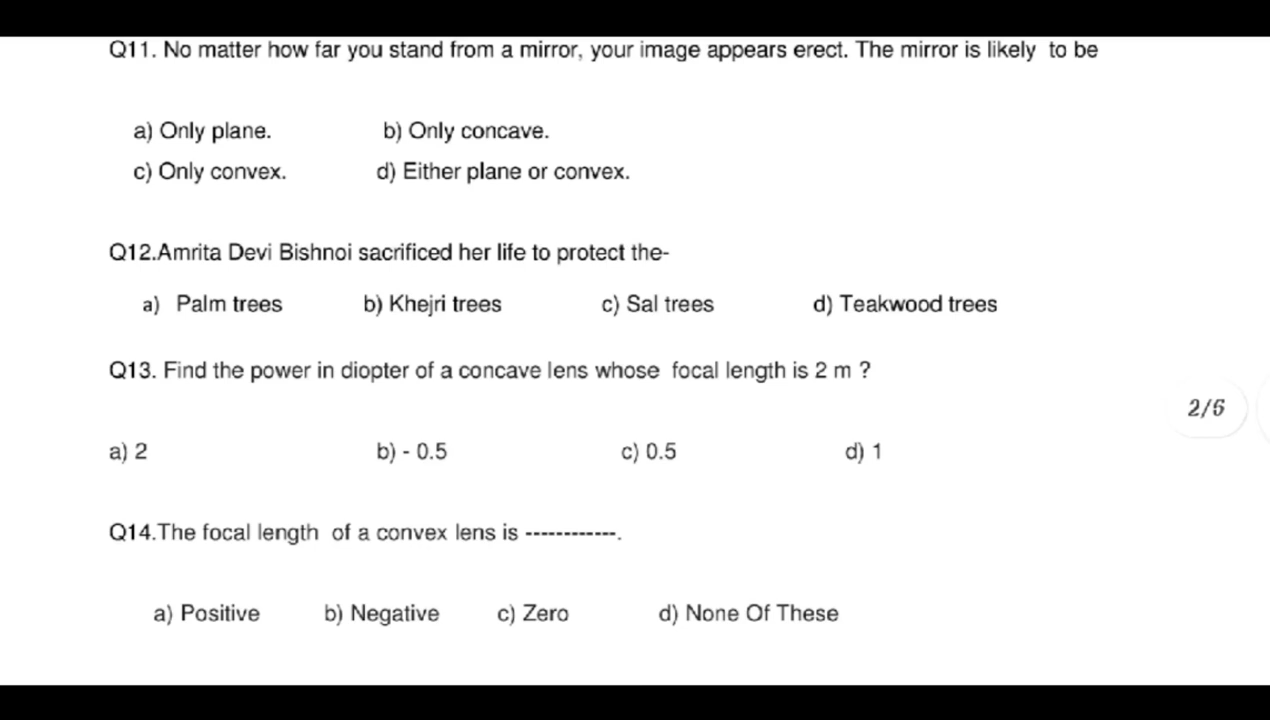 Q11. No matter how far you stand from a mirror, your image appears erect. The mirror is likely to be
a) Only plane. b) Only concave.
c) Only convex. d) Either plane or convex.
Q12.Amrita Devi Bishnoi sacrificed her life to protect the-
a) Palm trees b) Khejri trees c) Sal trees d) Teakwood trees
Q13. Find the power in diopter of a concave lens whose focal length is 2 m ?
2/6
a) 2 b) - 0.5 c) 0.5 d) 1
Q14.The focal length of a convex lens is ------------.
a) Positive b) Negative c) Zero d) None Of These